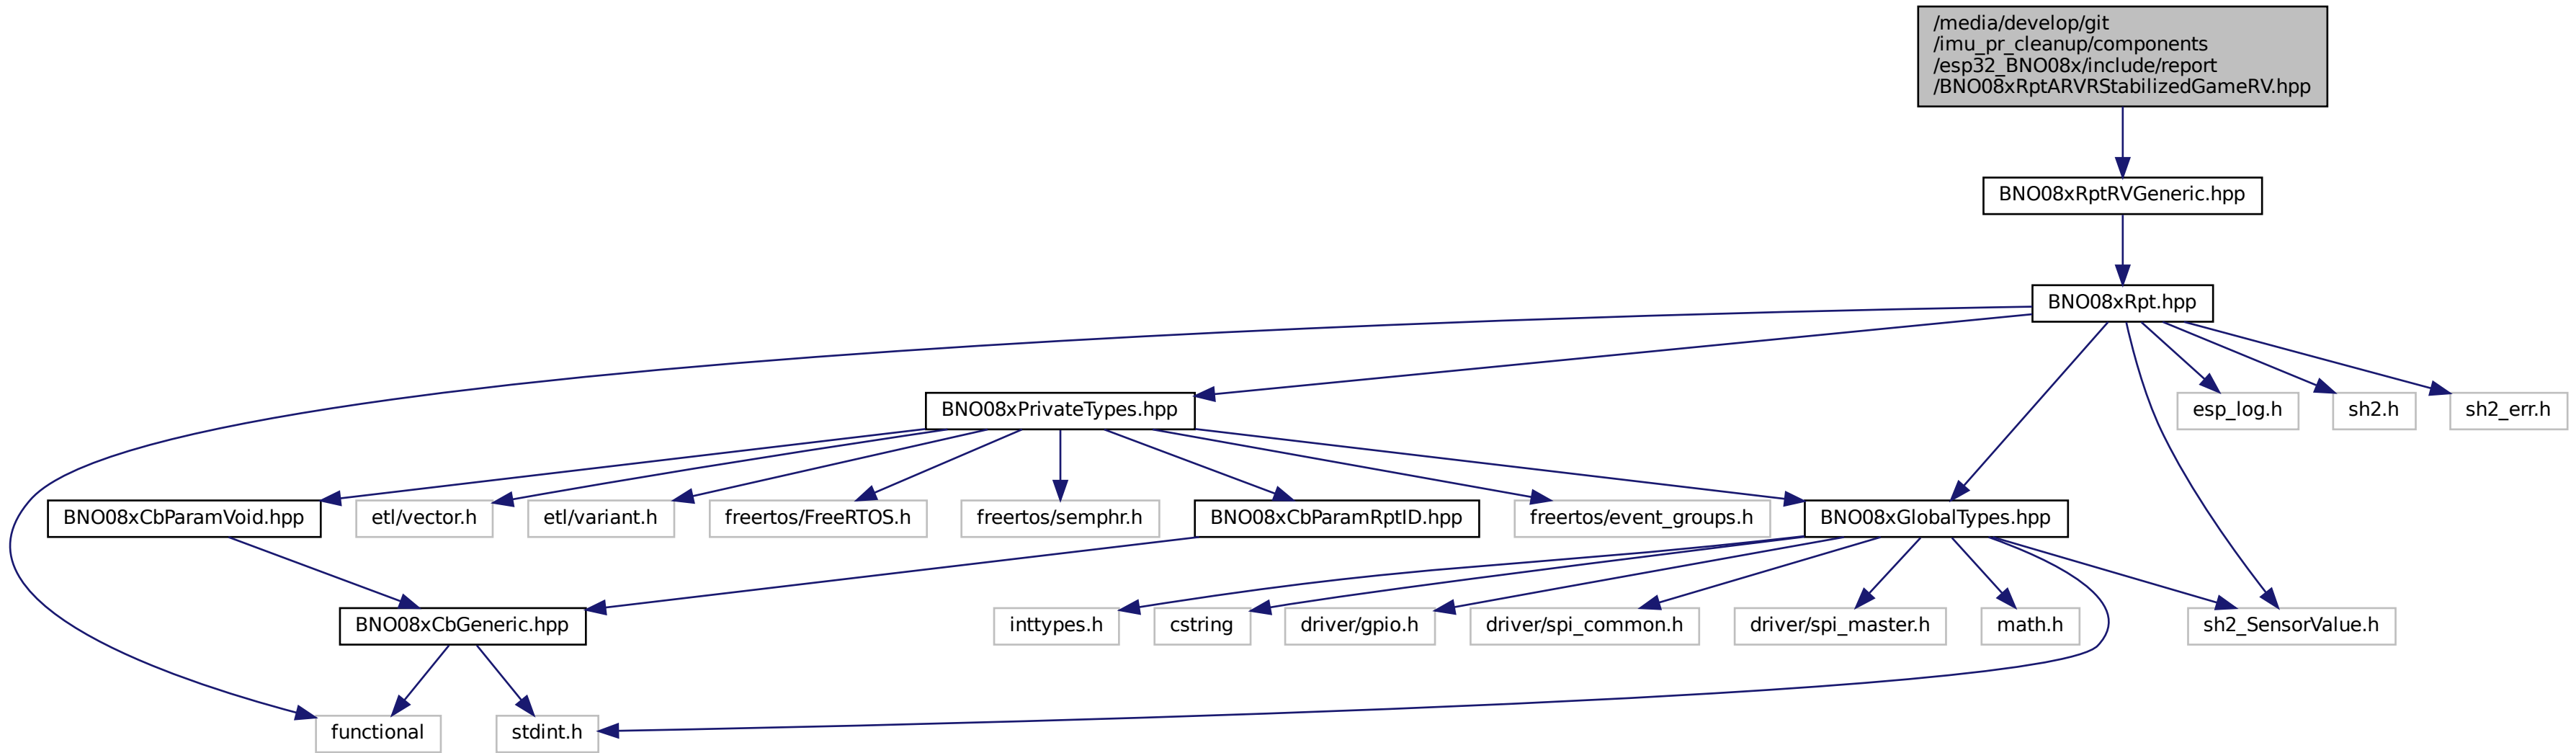 /media/develop/git
/imu_pr_cleanup/components
/esp32_BNO08x/include/report
/BNO08xRptARVRStabilizedGameRV.hpp
BNO08xRptRVGeneric.hpp
BNO08xRpt.hpp
BNO08xPrivateTypes.hpp
esp_log.h
sh2.h
sh2_err.h
BNO08xCbParamVoid.hpp
etl/vector.h
etl/variant.h
freertos/FreeRTOS.h
freertos/semphr.h
BNO08xCbParamRptID.hpp
freertos/event_groups.h
BNO08xGlobalTypes.hpp
BNO08xCbGeneric.hpp
inttypes.h
cstring
driver/gpio.h
driver/spi_common.h
driver/spi_master.h
math.h
sh2_SensorValue.h
functional
stdint.h